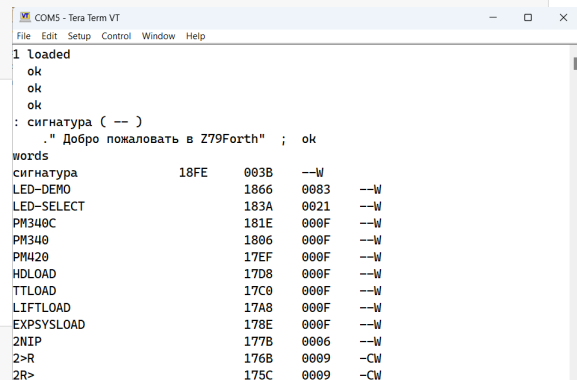 COM5 - Tera Term VT
File Edit Setup Control Window Help
1 loaded
ok
ok
ok
: сигнатура ( -- )
." Добро пожаловать в Z79Forth" ; ok
words
сигнатура 18FE 003B --W
LED-DEMO 1866 0083 --W
LED-SELECT 183A 0021 --W
PM340C 181E 000F --W
PM340 1806 000F --W
PM420 17EF 000F --W
HDLOAD 17D8 000F --W
TTLOAD 17C0 000F --W
LIFTLOAD 17A8 000F --W
EXPSYSLOAD 178E 000F --W
2NIP 177B 0006 --W
2>R 176B 0009 -CW
2R> 175C 0009 -CW